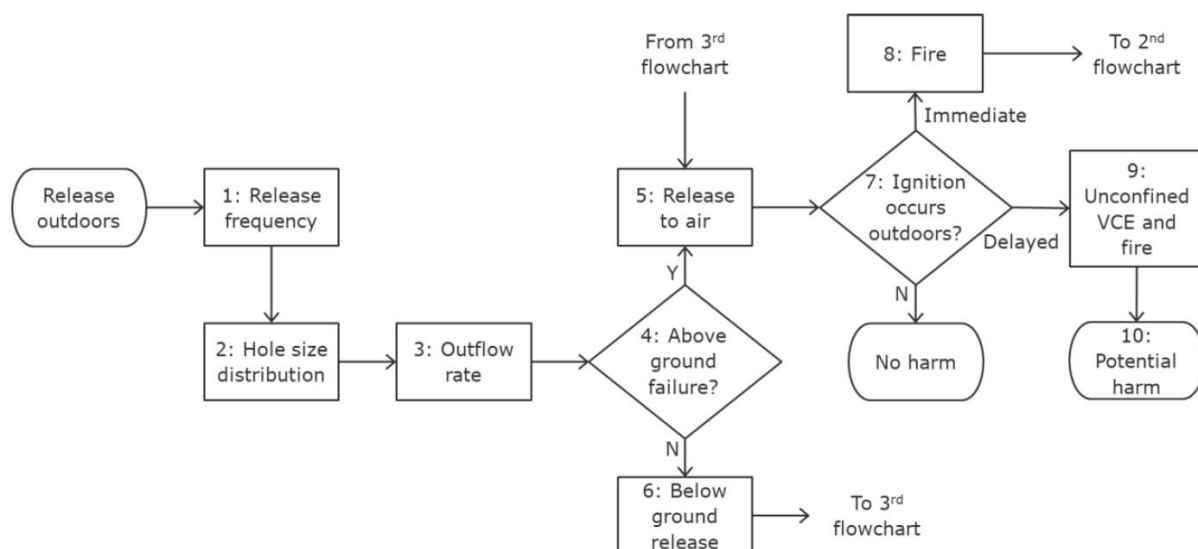 Release
outdoors
1: Release
frequency
2: Hole size
distribution
3: Outflow
rate
4: Above
ground
failure?
Y
N
From 3rd
flowchart
5: Release
to air
6: Below
ground
release
To 3rd
flowchart
7: Ignition
occurs
outdoors?
Immediate
8: Fire
To 2nd
flowchart
Delayed
9:
Unconfined
VCE and
fire
N
No harm
10:
Potential
harm